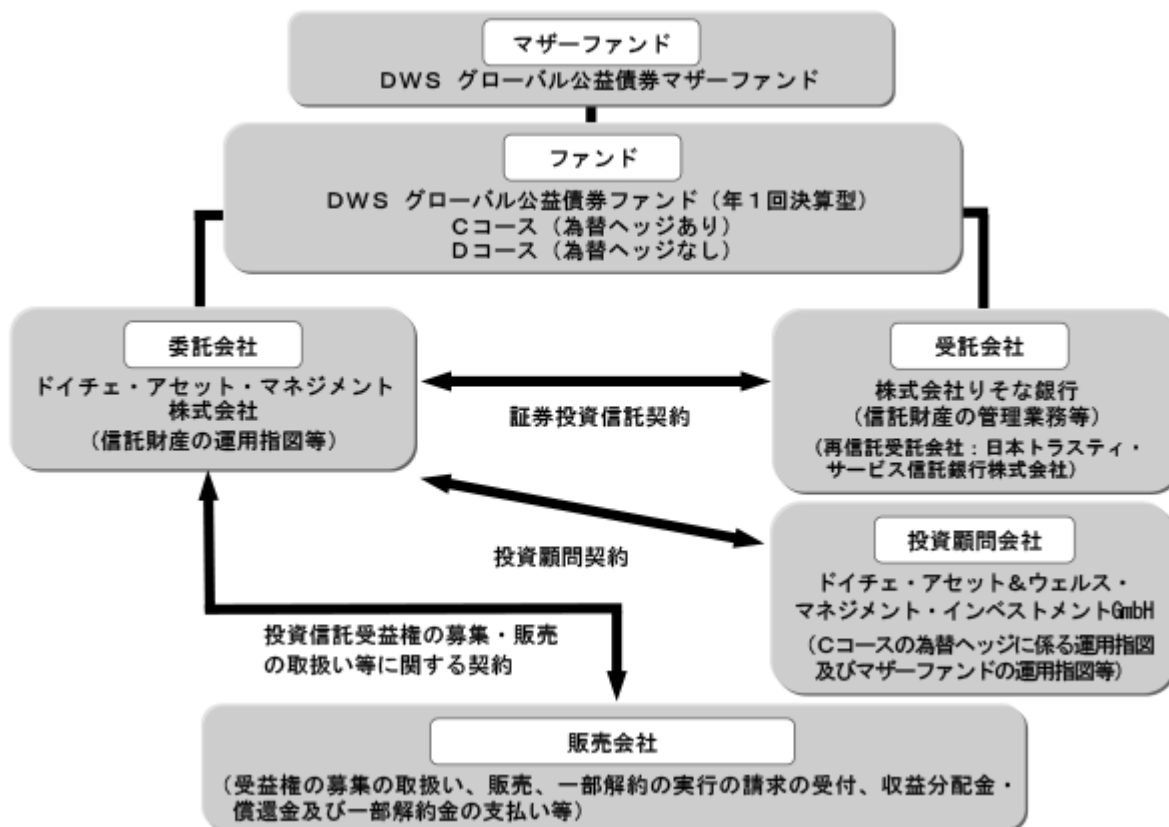 マザーファンド
DWS グローバル公益債券マザーファンド
ファンド
DWS グローバル公益債券ファンド（年１回決算型）
Cコース（為替ヘッジあり）
Dコース（為替ヘッジなし）
委託会社
ドイチェ・アセット・マネジメント
株式会社
（信託財産の運用指図等）
証券投資信託契約
受託会社
株式会社りそな銀行
（信託財産の管理業務等）
（再信託受託会社：日本トラスティ・
サービス信託銀行株式会社）
投資顧問契約
投資顧問会社
ドイチェ・アセット＆ウェルス・
マネジメント・インベストメントGmbH
（Cコースの為替ヘッジに係る運用指図
及びマザーファンドの運用指図等）
投資信託受益権の募集・販売
の取扱い等に関する契約
販売会社
（受益権の募集の取扱い、販売、一部解約の実行の請求の受付、収益分配金・
償還金及び一部解約金の支払い等）